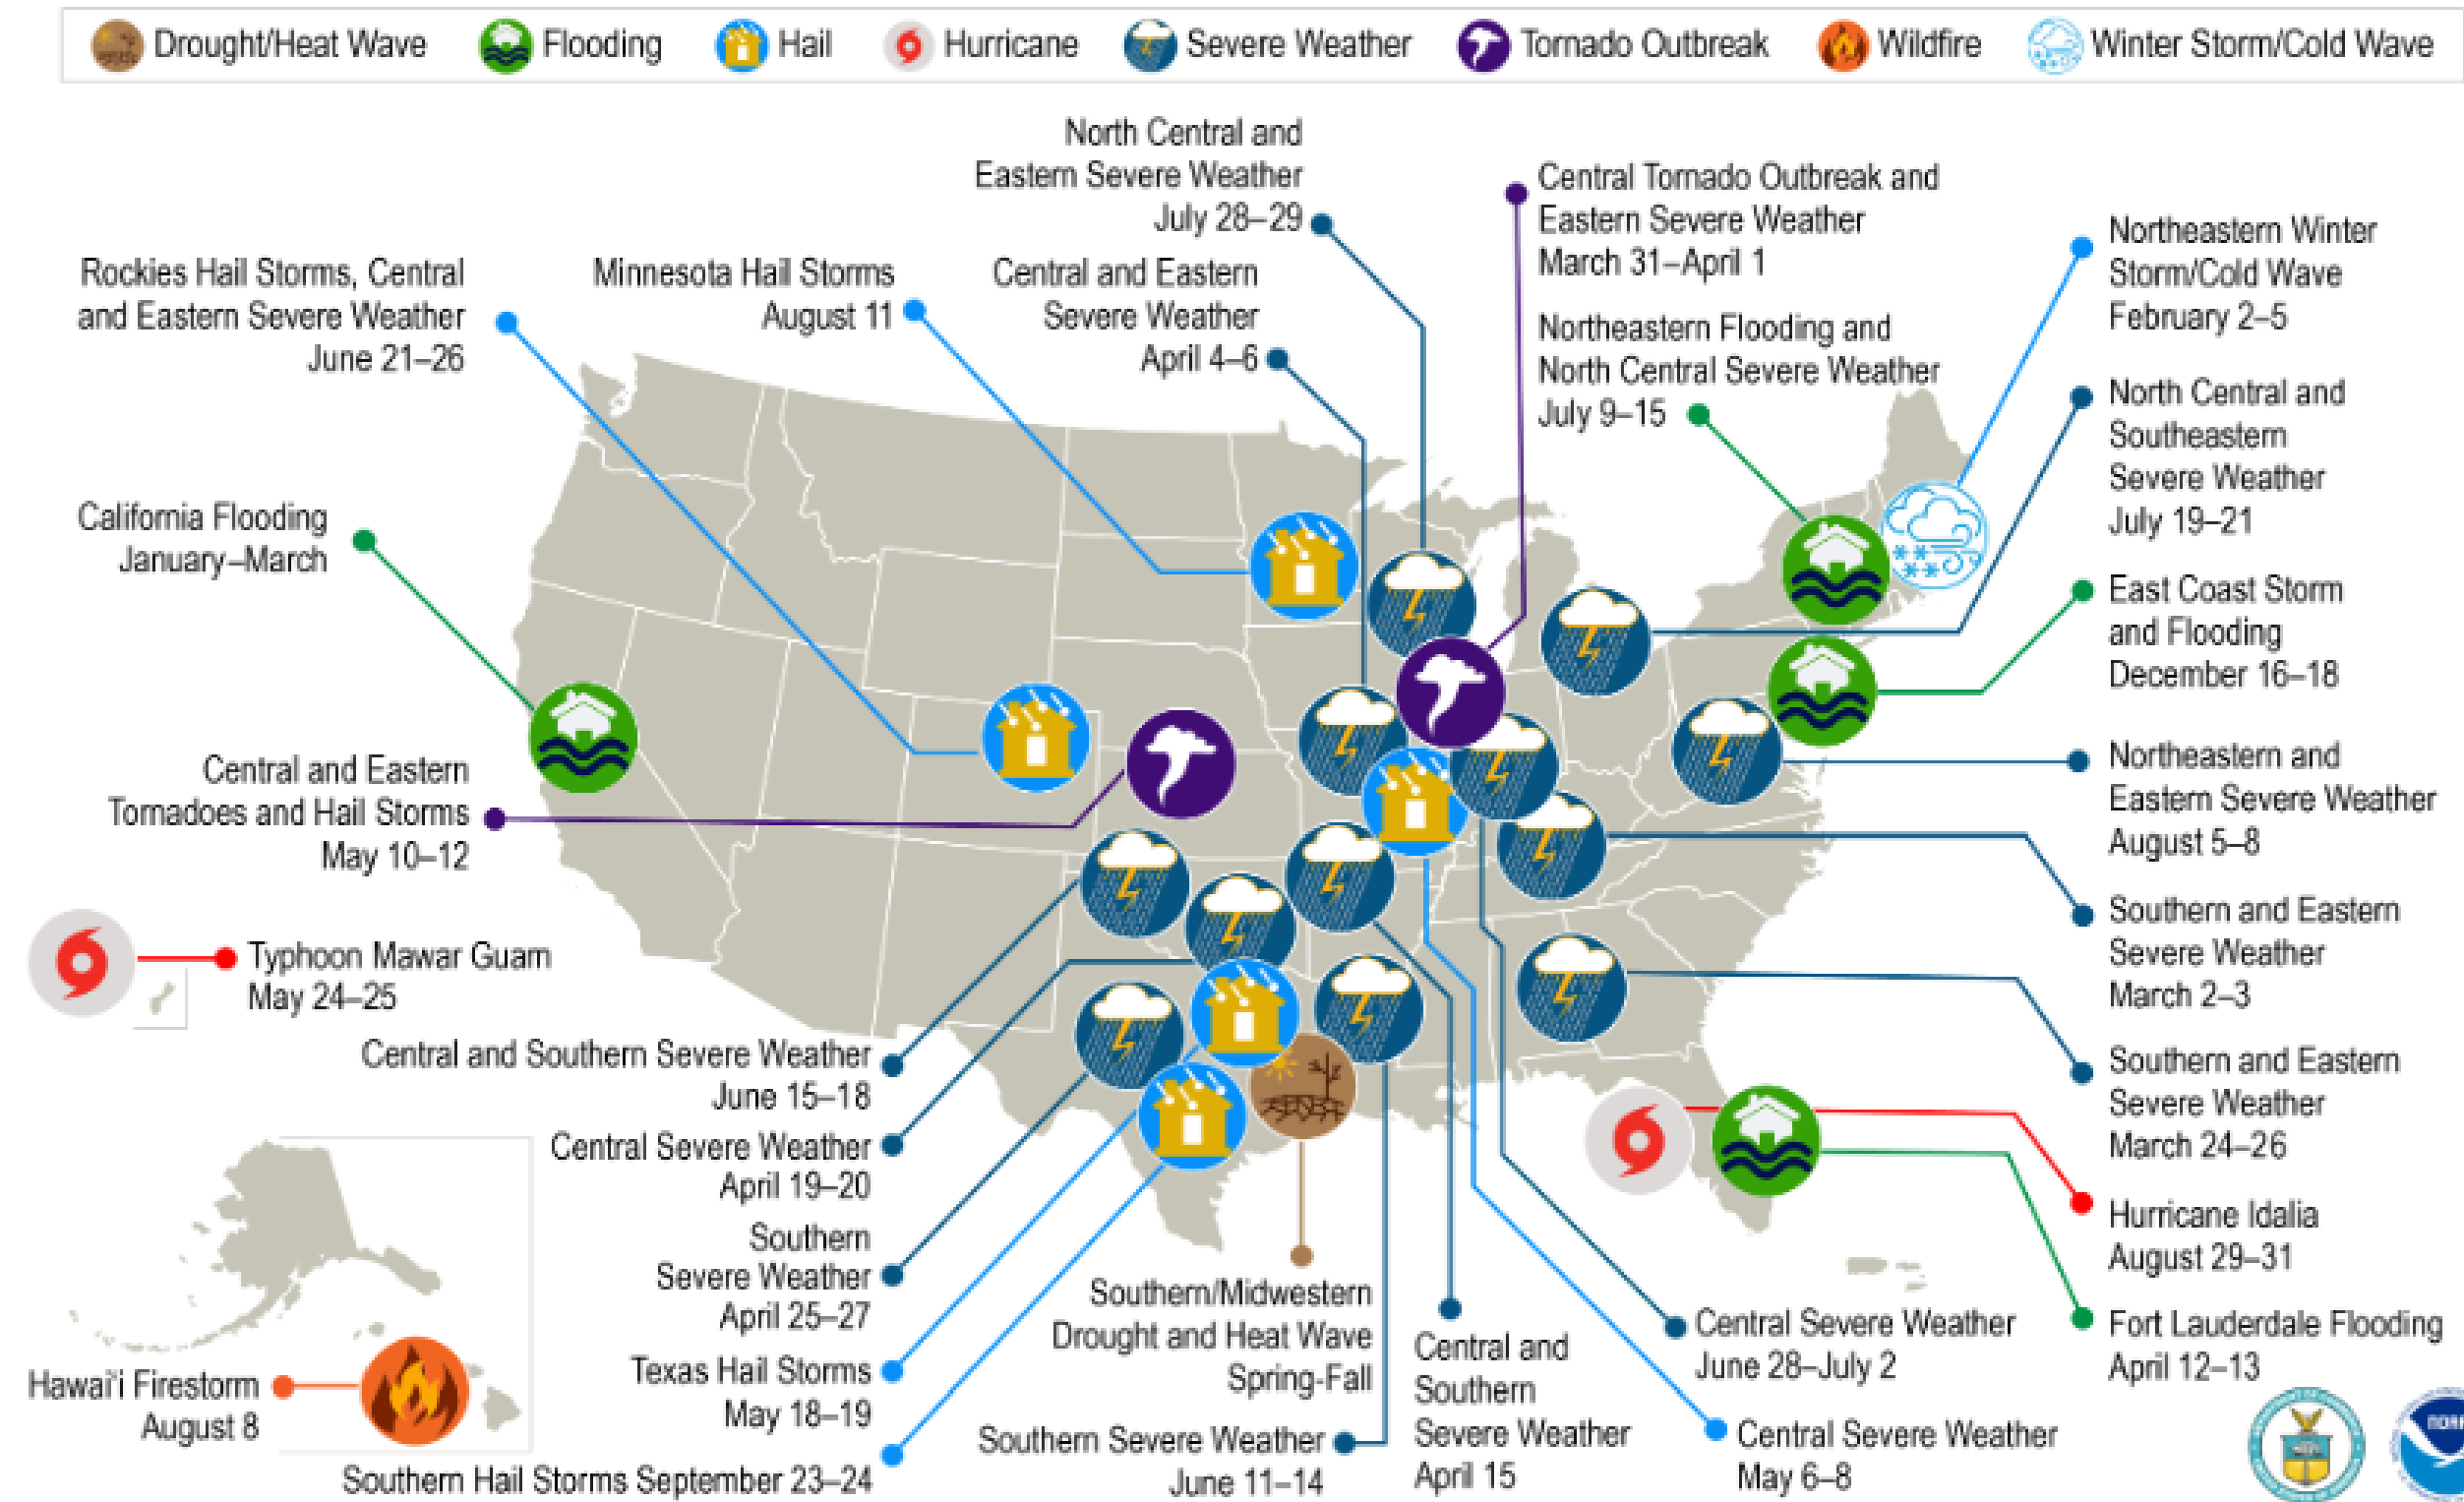 Drought/Heat Wave Flooding Hail Hurricane Severe Weather Tornado Outbreak Wildfire Winter Storm/Cold Wave
North Central and
Eastern Severe Weather
July 28–29
Central Tornado Outbreak and
Eastern Severe Weather
March 31–April 1
Northeastern Winter
Storm/Cold Wave
February 2–5
Rockies Hail Storms, Central
and Eastern Severe Weather
June 21–26
Minnesota Hail Storms
August 11
Central and Eastern
Severe Weather
April 4–6
Northeastern Flooding and
North Central Severe Weather
July 9–15
North Central and
Southeastern
Severe Weather
July 19–21
California Flooding
January–March
East Coast Storm
and Flooding
December 16–18
Central and Eastern
Tornadoes and Hail Storms
May 10–12
Northeastern and
Eastern Severe Weather
August 5–8
Typhoon Mawar Guam
May 24–25
Southern and Eastern
Severe Weather
March 2–3
Central and Southern Severe Weather
June 15–18
Southern and Eastern
Severe Weather
March 24–26
Central Severe Weather
April 19–20
Southern
Severe Weather
April 25–27
Hurricane Idalia
August 29–31
Southern/Midwestern
Drought and Heat Wave
Spring-Fall
Central Severe Weather
June 28–July 2
Fort Lauderdale Flooding
April 12–13
Hawai'i Firestorm
August 8
Texas Hail Storms
May 18–19
Central and
Southern
Severe Weather
April 15
Southern Hail Storms September 23–24
Southern Severe Weather
June 11–14
Central Severe Weather
May 6–8